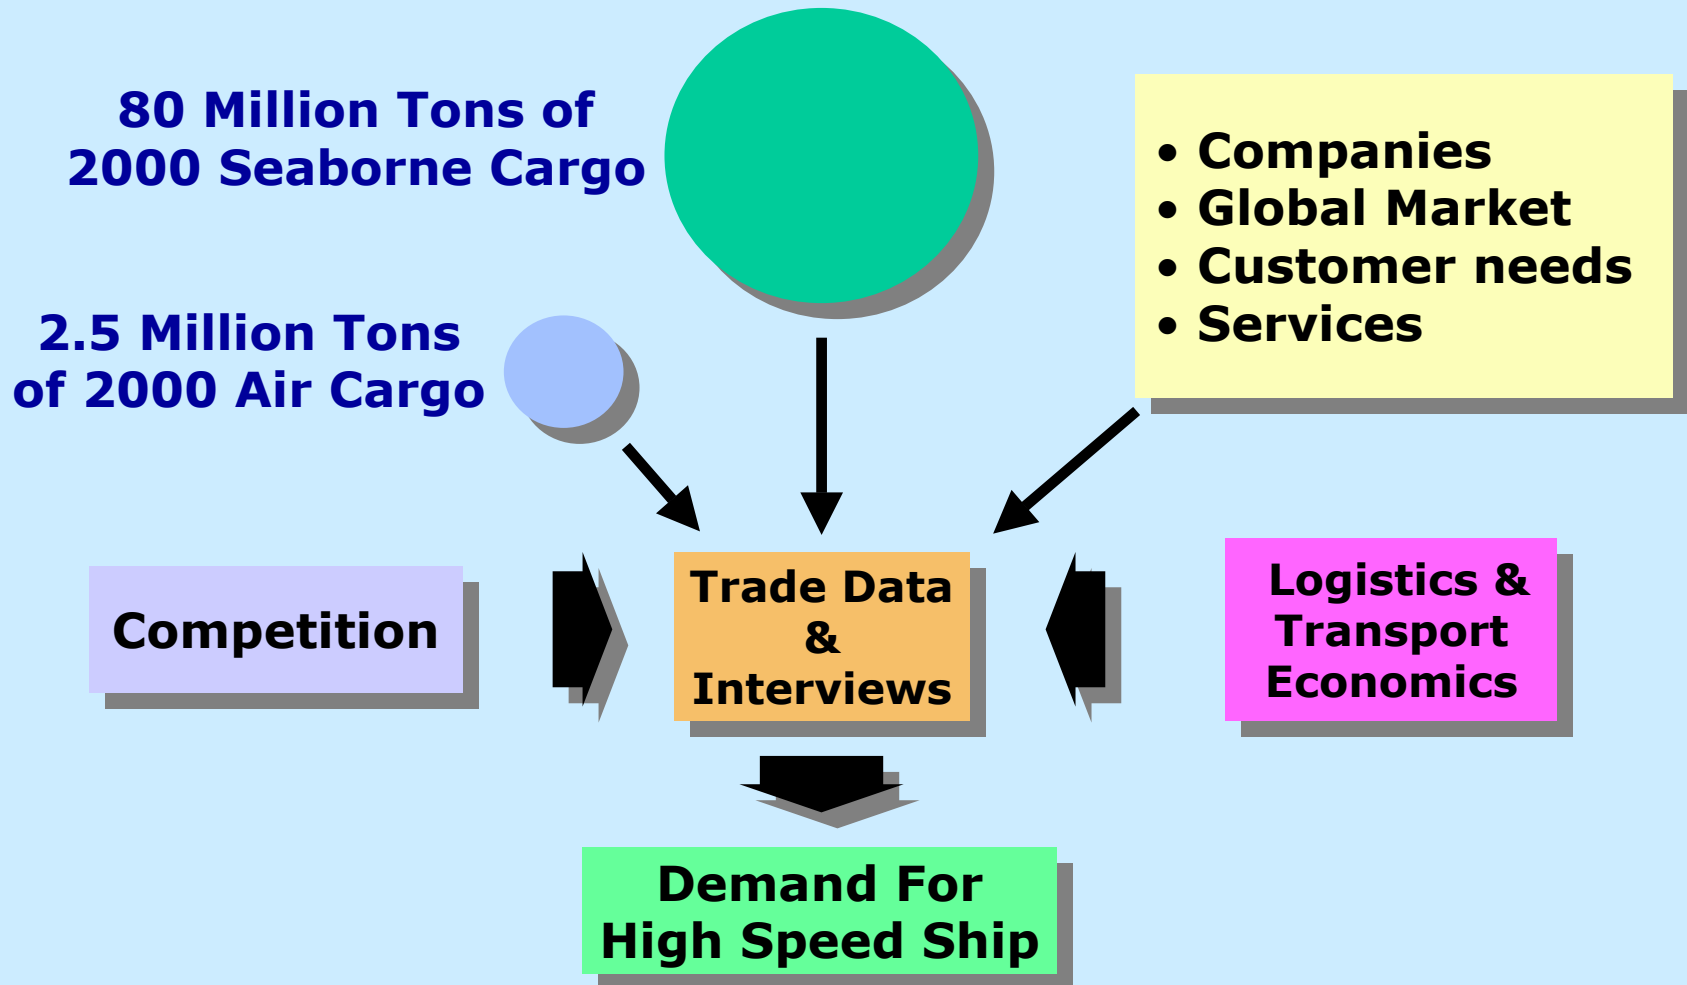 80 Million Tons of
2000 Seaborne Cargo
• Companies
• Global Market
• Customer needs
• Services
2.5 Million Tons
of 2000 Air Cargo
Competition
Trade Data
&
Interviews
Logistics &
Transport
Economics
Demand For
High Speed Ship